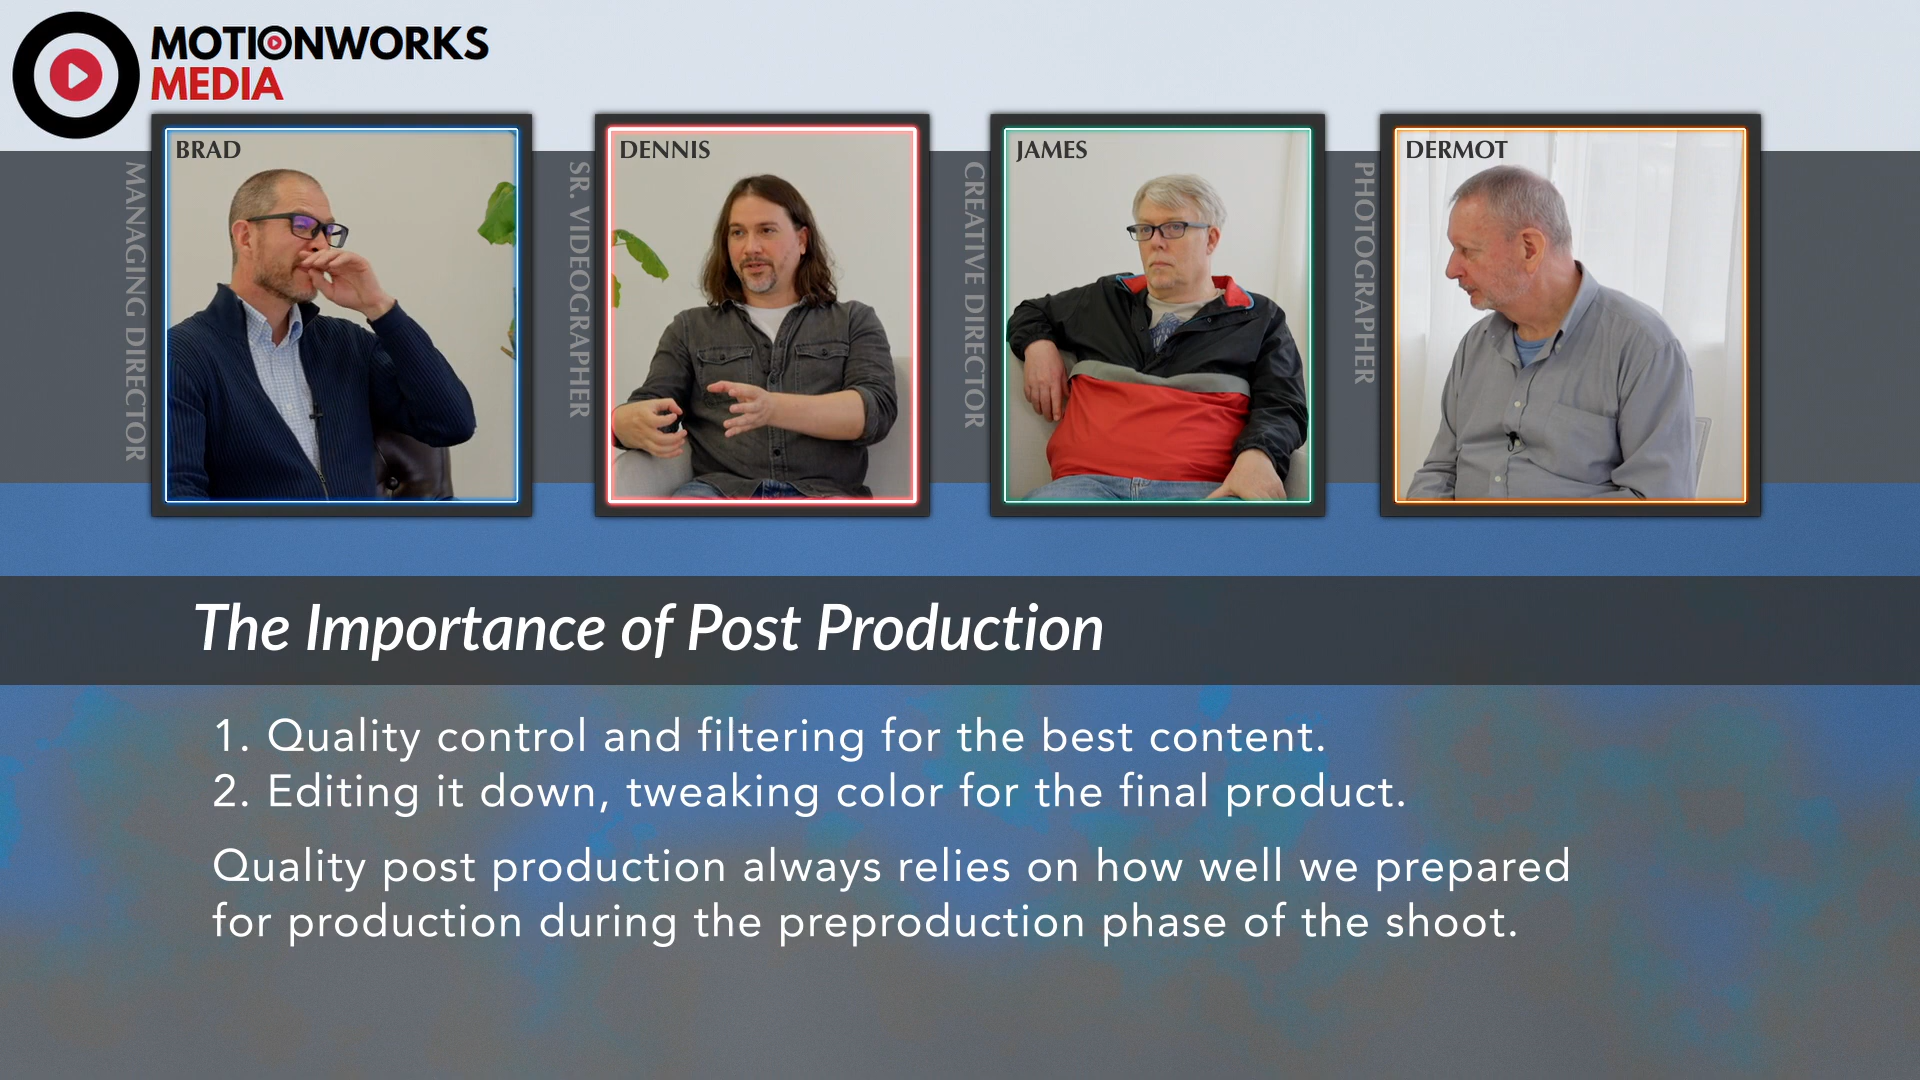 MOTIONWORKS
MEDIA
BRAD
MANAGING DIRECTOR
DENNIS
SR. VIDEOGRAPHER
JAMES
CREATIVE DIRECTOR
DERMOT
PHOTOGRAPHER
The Importance of Post Production
1. Quality control and filtering for the best content.
2. Editing it down, tweaking color for the final product.
Quality post production always relies on how well we prepared
for production during the preproduction phase of the shoot.